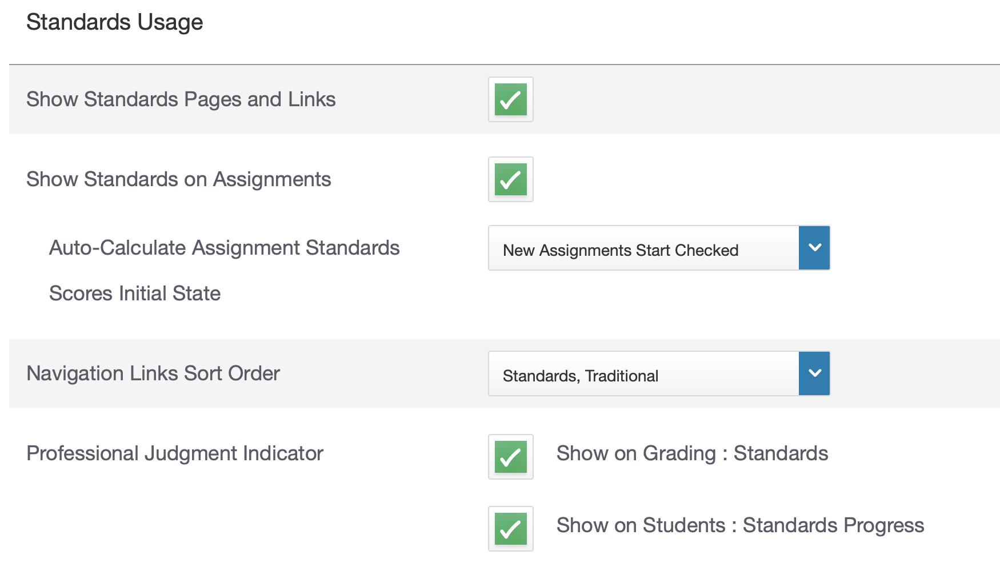 Standards Usage
Show Standards Pages and Links
Show Standards on Assignments
Auto-Calculate Assignment Standards
Scores Initial State
New Assignments Start Checked
Navigation Links Sort Order
Standards, Traditional
Professional Judgment Indicator
Show on Grading : Standards
Show on Students : Standards Progress